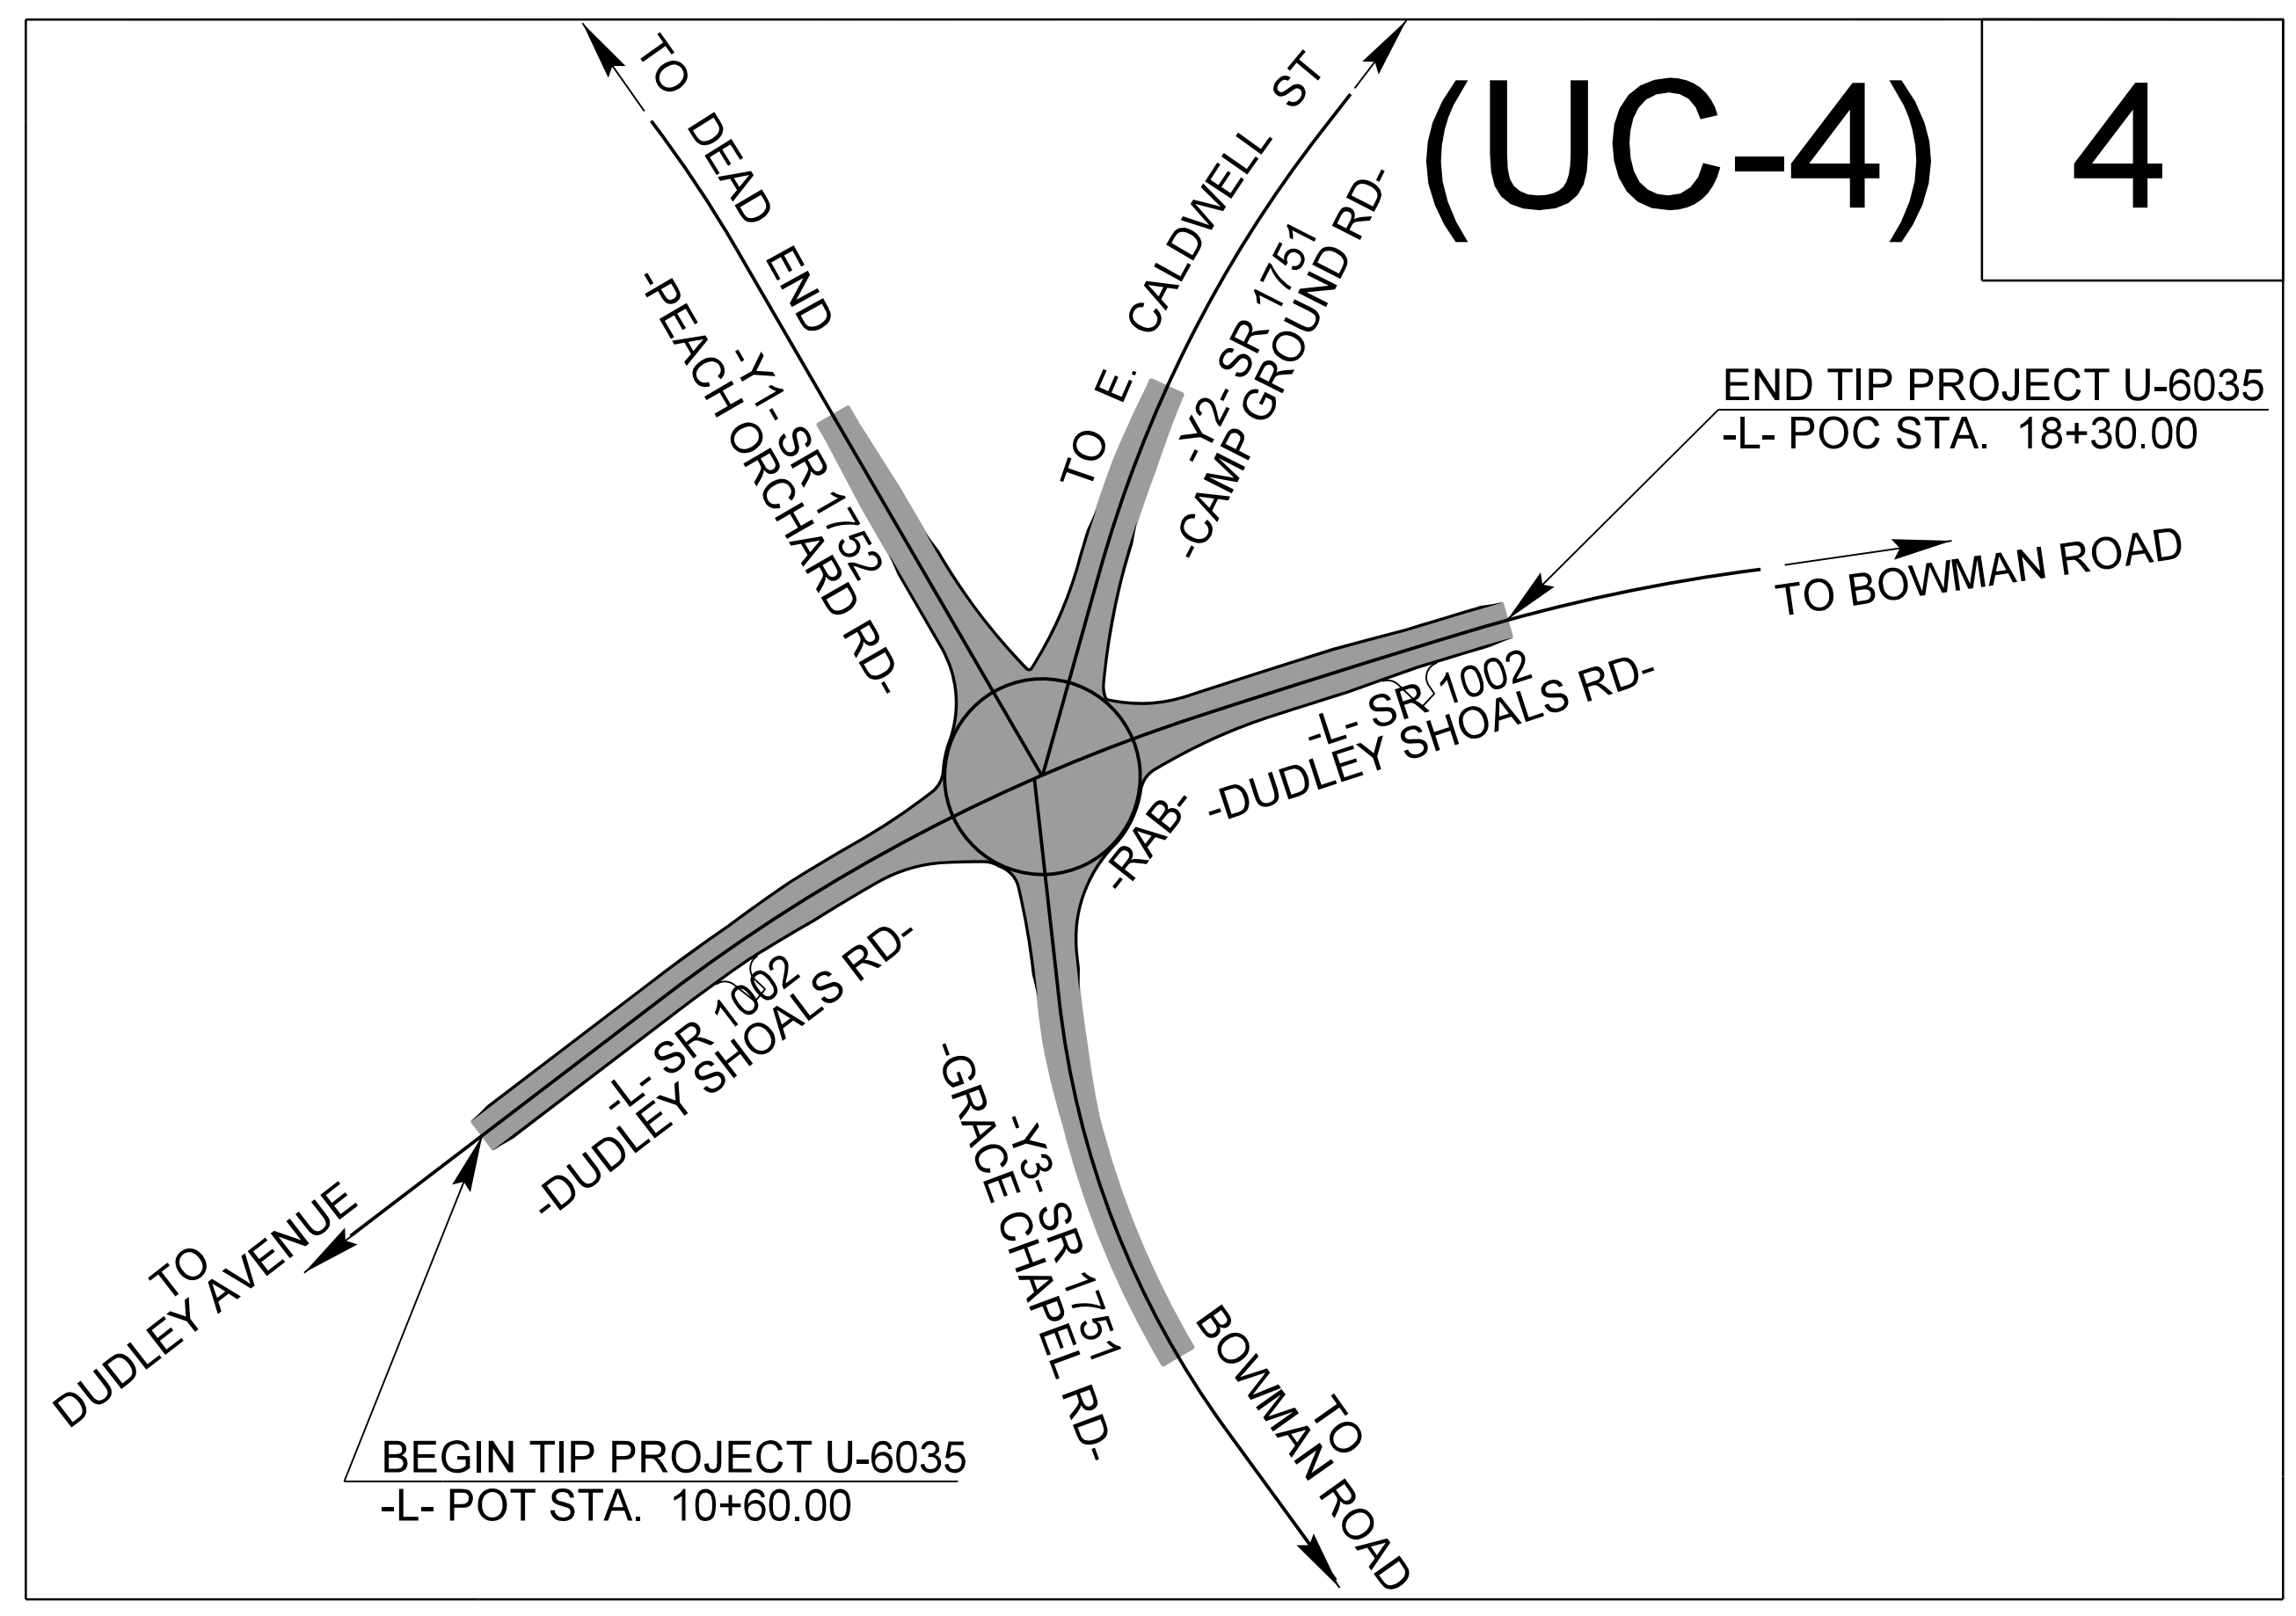 (UC-4)
4
TO DEAD END
-Y1- SR 1732
-PEACH ORCHARD RD-
TO E. CALDWELL ST
-Y2- SR 1751
-CAMP GROUND RD-
END TIP PROJECT U-6035
-L- POC STA. 18+30.00
TO BOWMAN ROAD
-L- SR 1002
-DUDLEY SHOALS RD-
-RAB-
-L- SR 1002
-DUDLEY SHOALS RD-
TO
DUDLEY AVENUE
-Y3- SR 1751
-GRACE CHAPEL RD-
TO
BOWMAN ROAD
BEGIN TIP PROJECT U-6035
-L- POT STA. 10+60.00